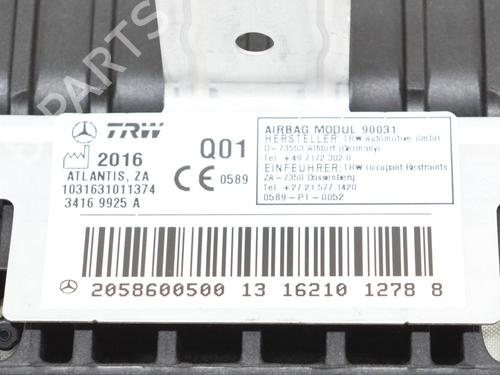 PARTS
TRW
2016
ATLANTIS, ZA
1031631011374
3416 9925 A
Q01
CE 0589
AIRBAG MODUL 90031
HERSTELLER: TRW Automotive GmbH
D-73553 Alfdorf (Germany)
Tel. +49 7172 302 0
EINFEUHRER: TRW Occupant Restraints
ZA-7350 Dassenberg.
Tel. +27 21 577 1420
0589-P1-0052
2058600500 13 16210 1278 8